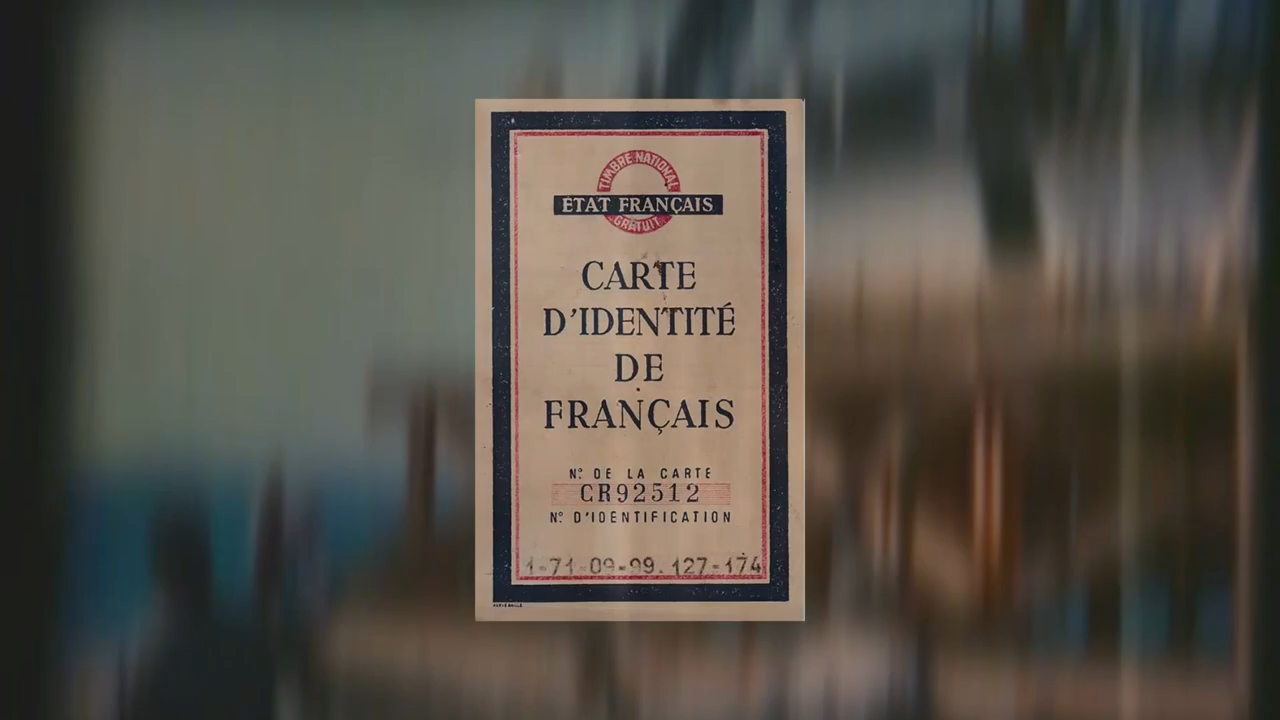 TIMBRE NATIONAL
ÉTAT FRANÇAIS
GRATUIT
CARTE
D'IDENTITÉ
DE
FRANÇAIS
N° DE LA CARTE
CR92512
N° D'IDENTIFICATION
1-71-09-99.127-174